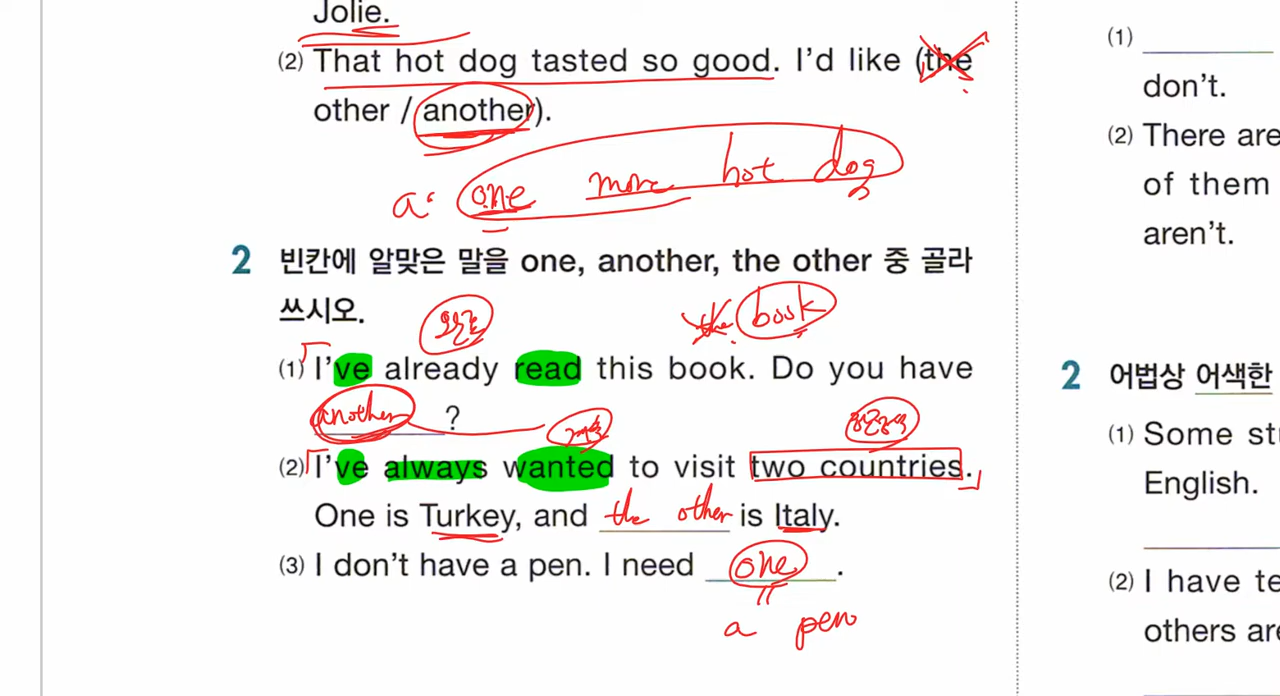 Jolie.
(2) That hot dog tasted so good. I'd like (the
other / another).
a one more hot dog
2 빈칸에 알맞은 말을 one, another, the other 중 골라
쓰시오.
완료
the book
(1) I've already read this book. Do you have
another ?
(2) I've always wanted to visit two countries.
One is Turkey, and the other is Italy.
(3) I don't have a pen. I need one .
a pen
(1)
don't.
(2) There are
of them
aren't.
2 어법상 어색한
(1) Some st
English.
(2) I have te
others are